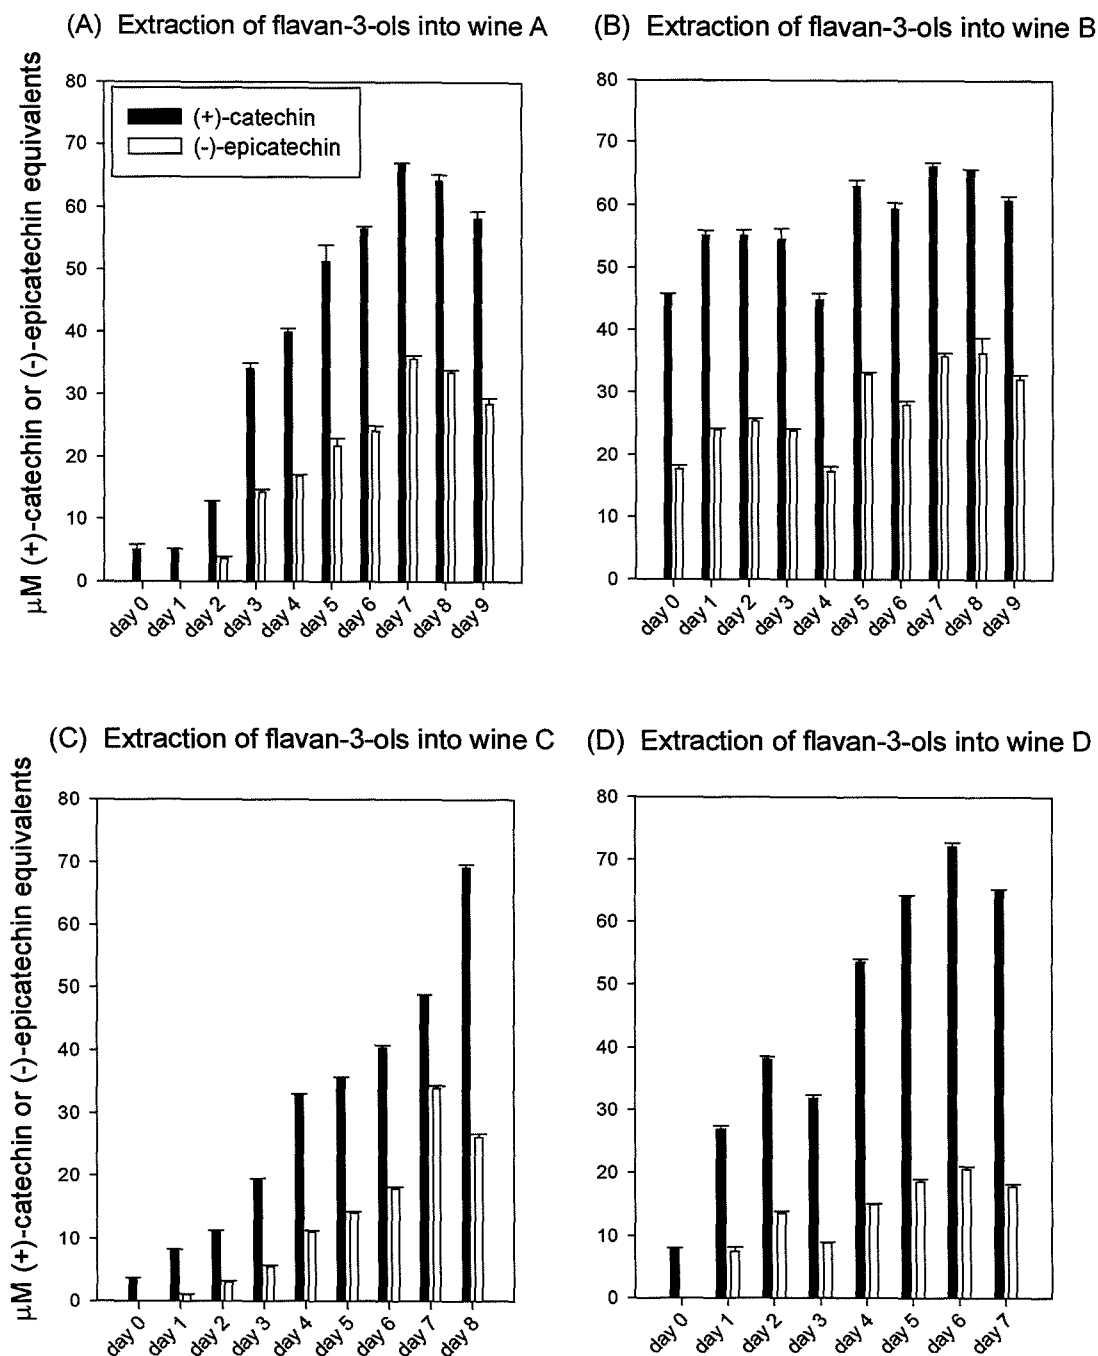 (A) Extraction of flavan-3-ols into wine A
(B) Extraction of flavan-3-ols into wine B
µM (+)-catechin or (-)-epicatechin equivalents
80
70
60
50
40
30
20
10
0
(+)-catechin
(-)-epicatechin
day 0
day 1
day 2
day 3
day 4
day 5
day 6
day 7
day 8
day 9
80
70
60
50
40
30
20
10
0
day 0
day 1
day 2
day 3
day 4
day 5
day 6
day 7
day 8
day 9
(C) Extraction of flavan-3-ols into wine C
(D) Extraction of flavan-3-ols into wine D
µM (+)-catechin or (-)-epicatechin equivalents
80
70
60
50
40
30
20
10
0
day 0
day 1
day 2
day 3
day 4
day 5
day 6
day 7
day 8
80
70
60
50
40
30
20
10
0
day 0
day 1
day 2
day 3
day 4
day 5
day 6
day 7